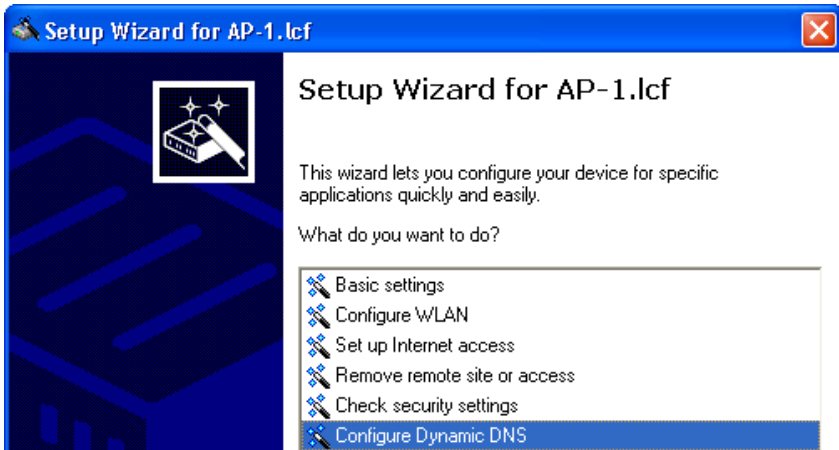 Setup Wizard for AP-1.lcf
Setup Wizard for AP-1.lcf
This wizard lets you configure your device for specific
applications quickly and easily.
What do you want to do?
Basic settings
Configure WLAN
Set up Internet access
Remove remote site or access
Check security settings
Configure Dynamic DNS